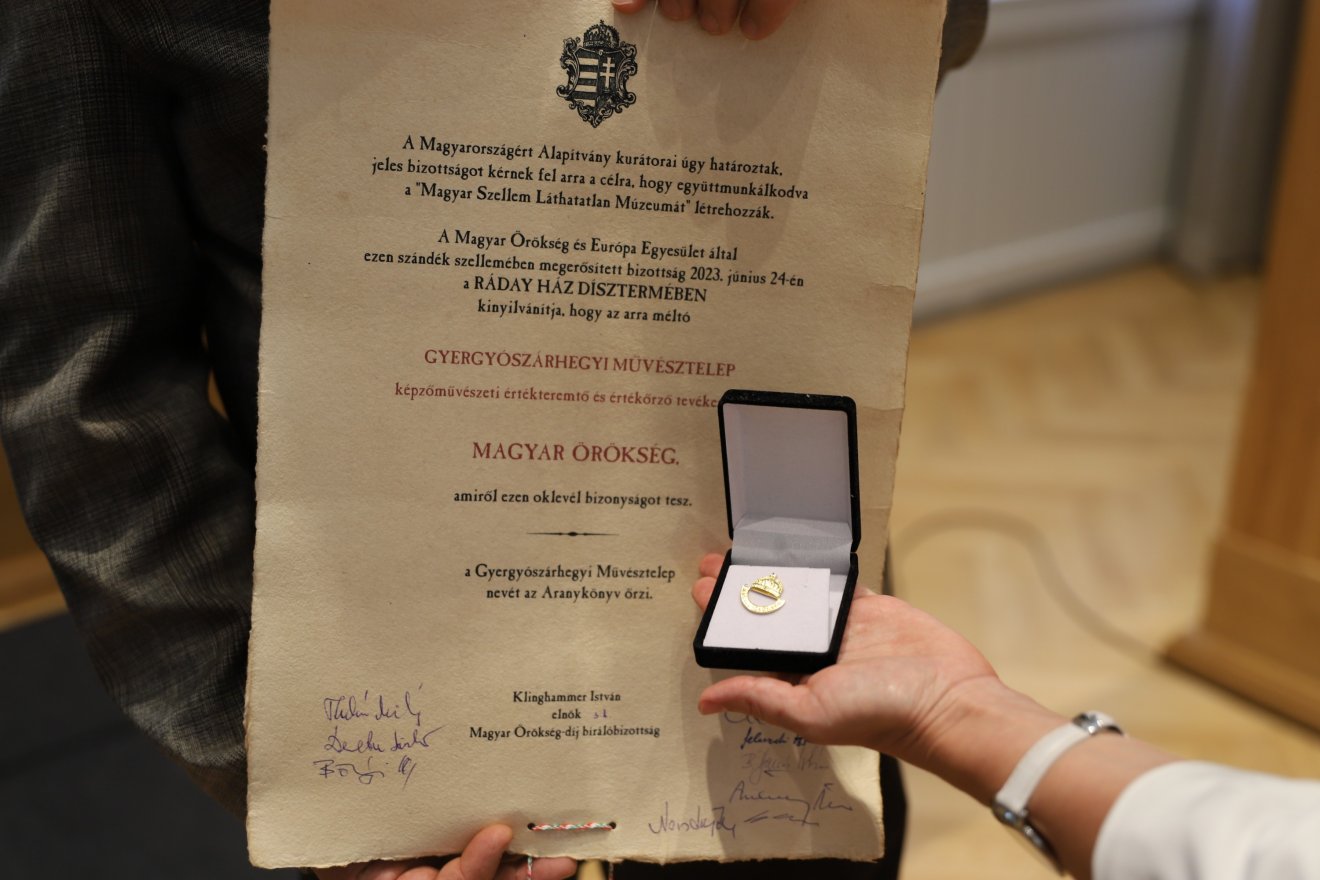 A Magyarországért Alapítvány kurátorai úgy határoztak,
jeles bizottságot kérnek fel arra a célra, hogy együttmunkálkodva
a "Magyar Szellem Láthatatlan Múzeumát" létrehozzák.
A Magyar Örökség és Európa Egyesület által
ezen szándék szellemében megerősített bizottság 2023. június 24-én
a RÁDAY HÁZ DÍSZTERMÉBEN
kinyilvánítja, hogy az arra méltó
GYERGYÓSZÁRHEGYI MŰVÉSZTELEP
képzőművészeti értékteremtő és értékőrző
MAGYAR ÖRÖKSÉG,
amiről ezen oklevél bizonyságot tesz.
a Gyergyószárhegyi Művésztelep
nevét az Aranykönyv őrzi.
Klinghammer István
elnök
Magyar Örökség-díj bírálóbizottság